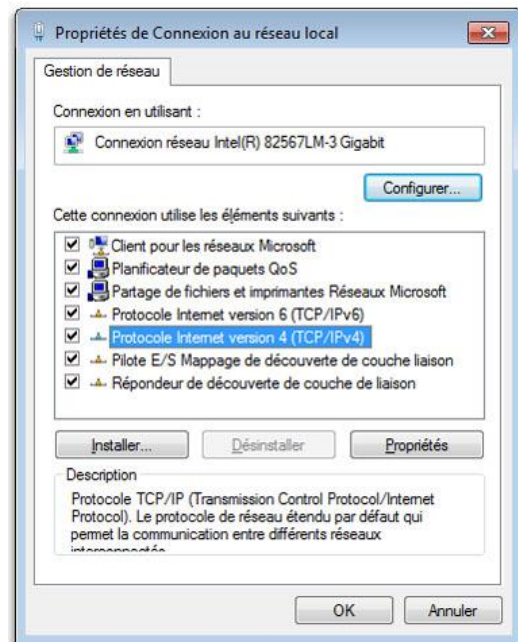 Propriétés de Connexion au réseau local
Gestion de réseau
Connexion en utilisant :
Connexion réseau Intel(R) 82567LM-3 Gigabit
Configurer...
Cette connexion utilise les éléments suivants :
Client pour les réseaux Microsoft
Planificateur de paquets QoS
Partage de fichiers et imprimantes Réseaux Microsoft
Protocole Internet version 6 (TCP/IPv6)
Protocole Internet version 4 (TCP/IPv4)
Pilote E/S Mappage de découverte de couche liaison
Répondeur de découverte de couche de liaison
Installer... Désinstaller Propriétés
Description
Protocole TCP/IP (Transmission Control Protocol/Internet
Protocol). Le protocole de réseau étendu par défaut qui
permet la communication entre différents réseaux
interconnectés
OK Annuler